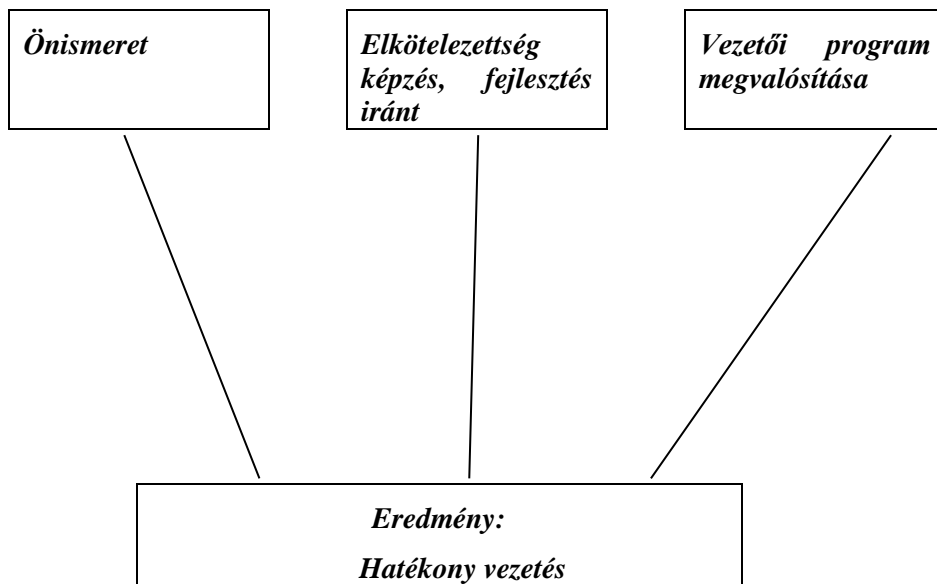 Önismeret
Elkötelezettség
képzés, fejlesztés
iránt
Vezetői program
megvalósítása
Eredmény:
Hatékony vezetés